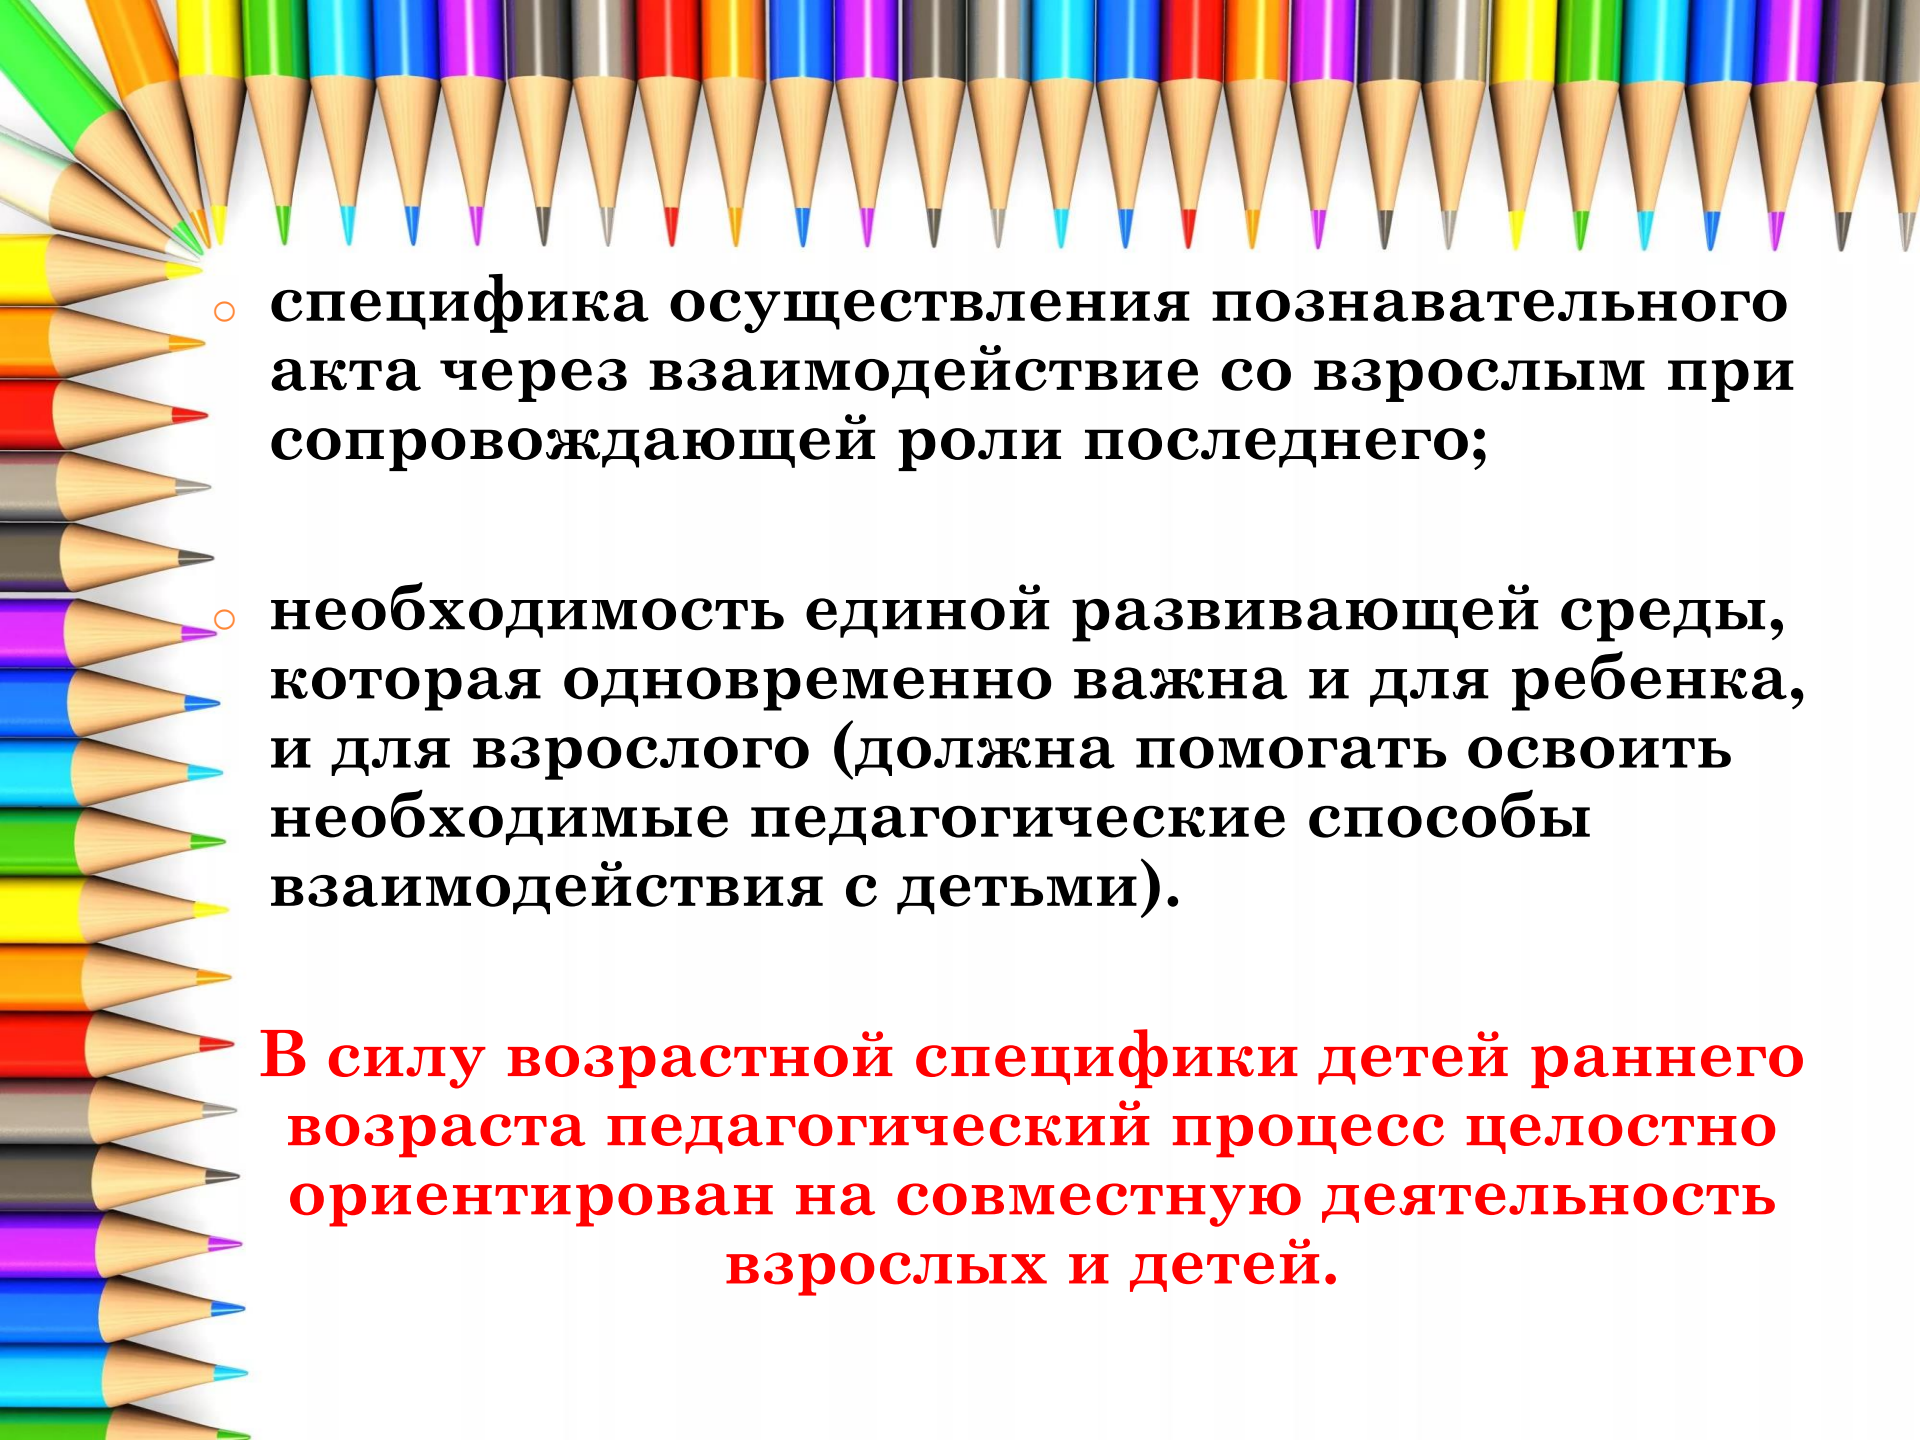 специфика осуществления познавательного
акта через взаимодействие со взрослым при
сопровождающей роли последнего;
необходимость единой развивающей среды,
которая одновременно важна и для ребенка,
и для взрослого (должна помогать освоить
необходимые педагогические способы
взаимодействия с детьми).
В силу возрастной специфики детей раннего
возраста педагогический процесс целостно
ориентирован на совместную деятельность
взрослых и детей.